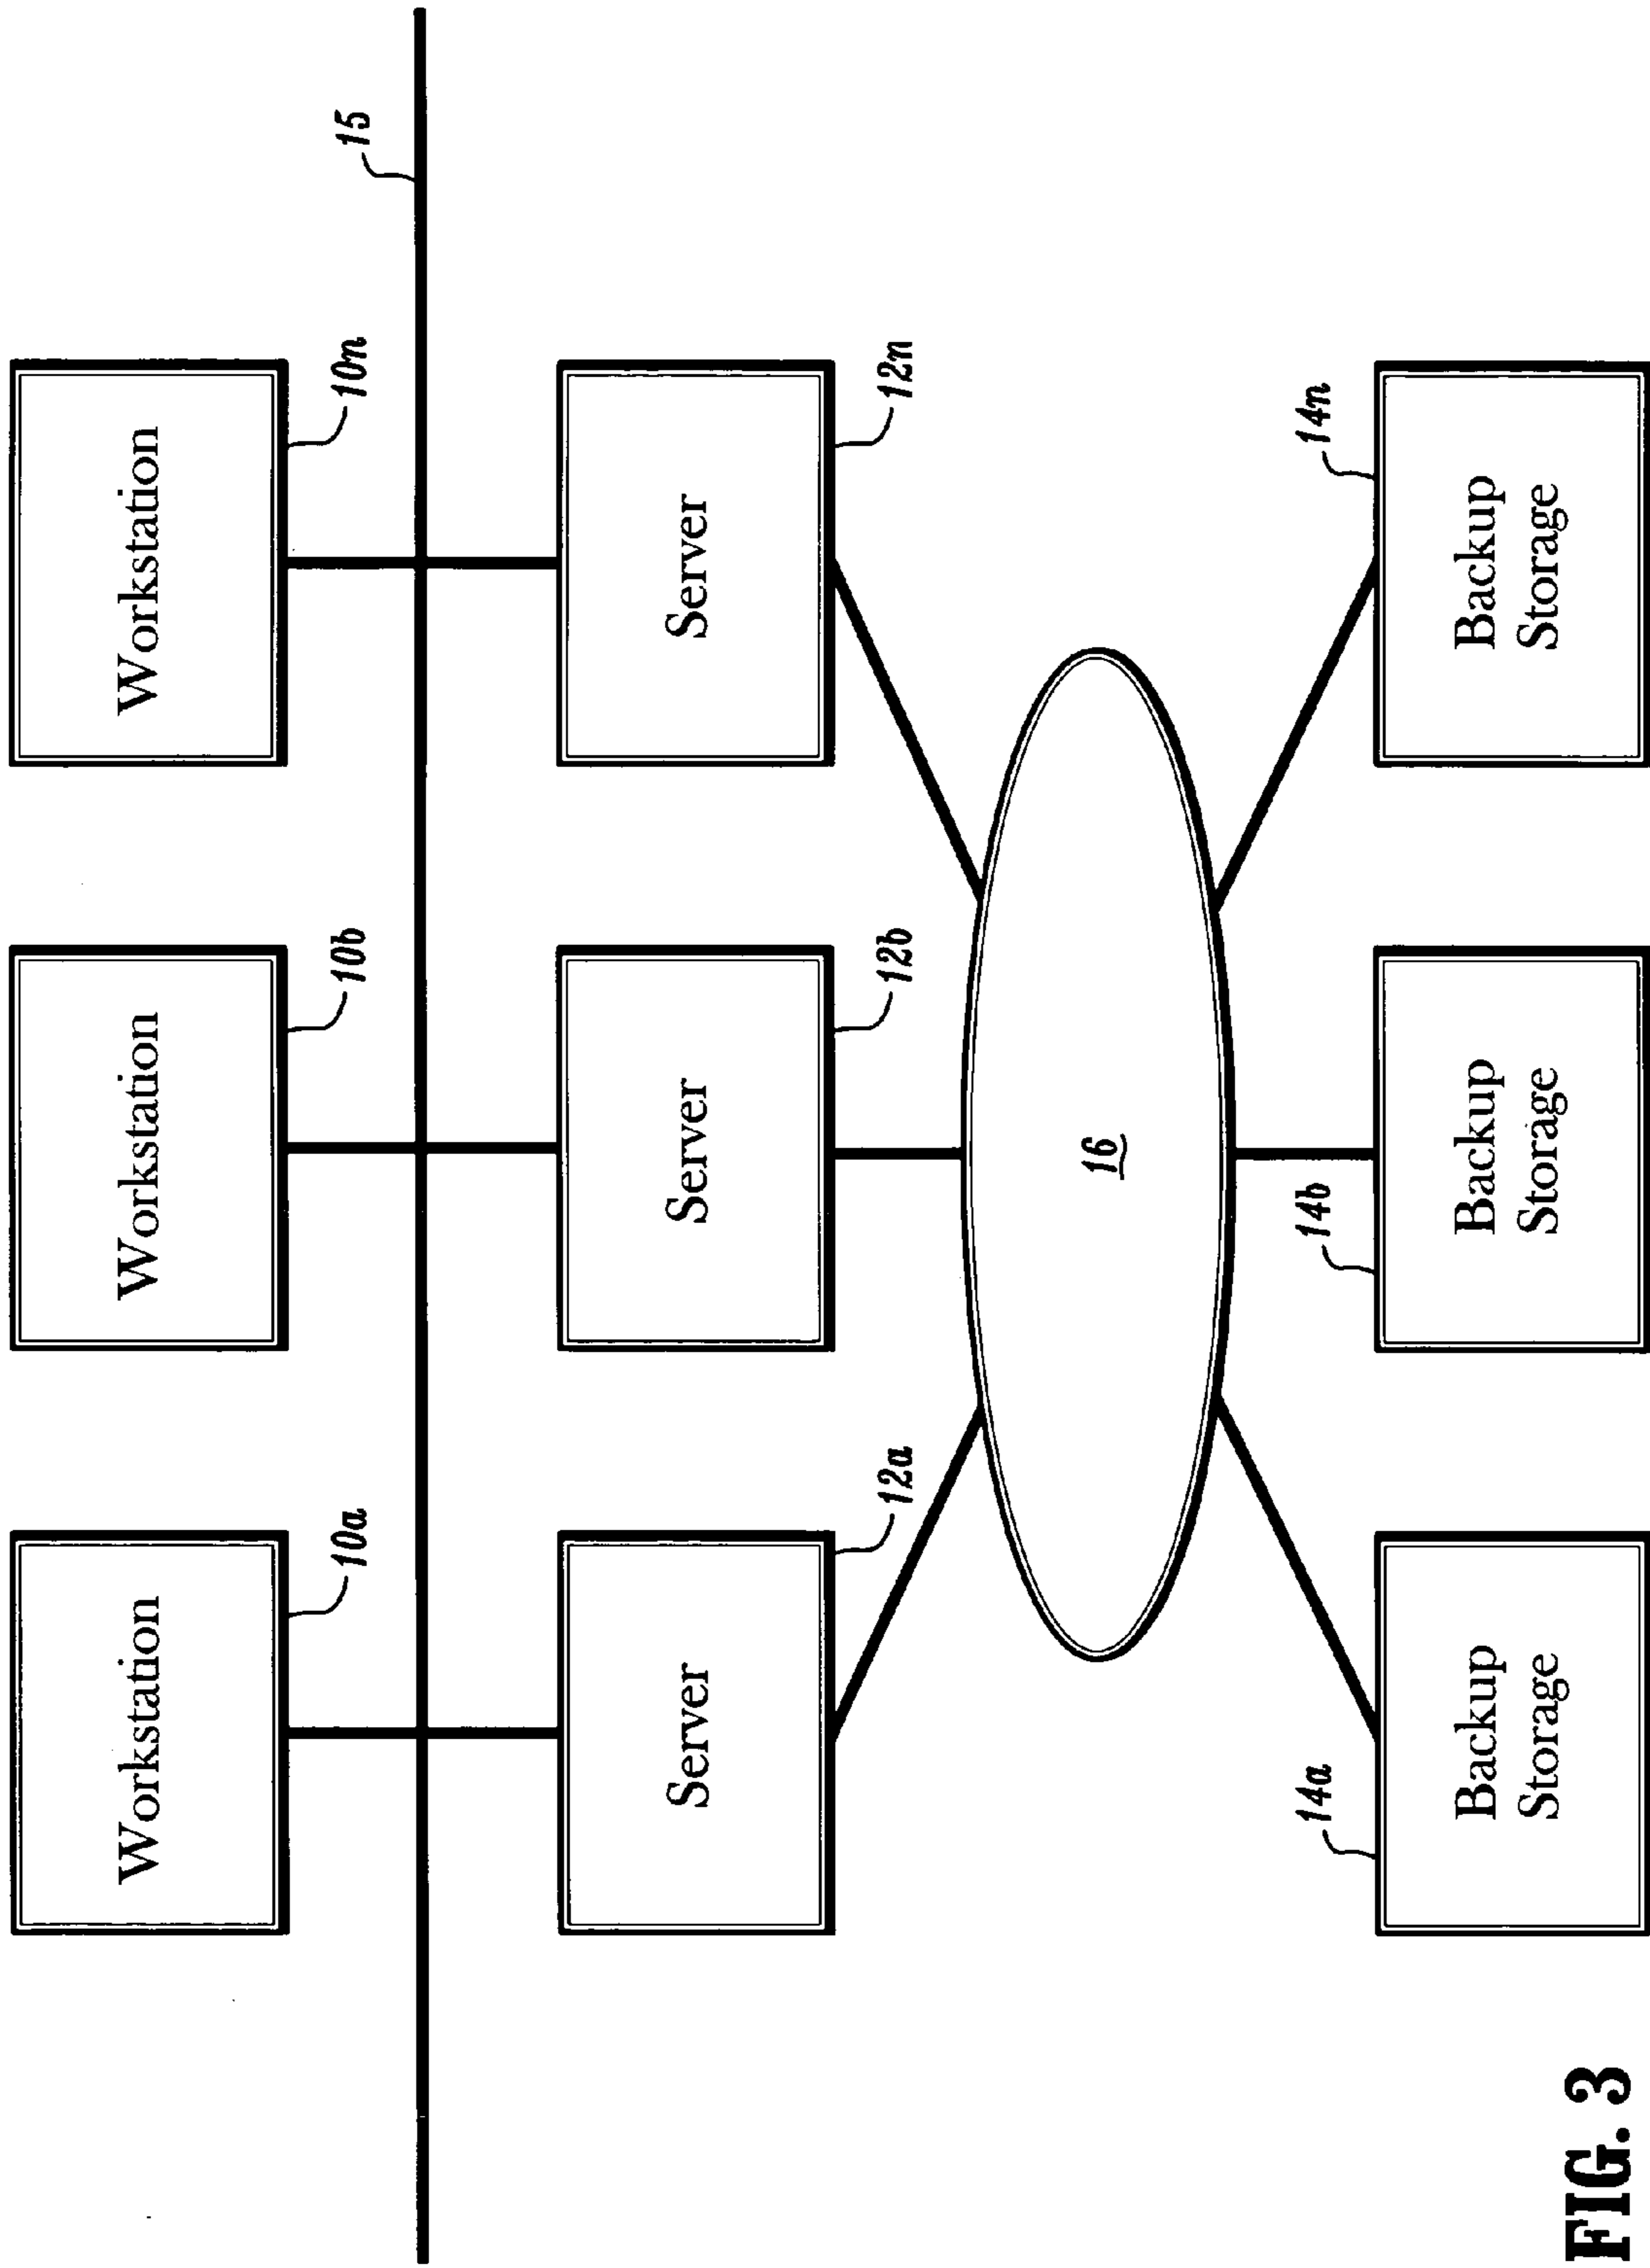 Workstation
Workstation
Workstation
10a
10b
10n
15
Server
Server
Server
12a
12b
12n
16
14a
14b
14n
Backup
Storage
Backup
Storage
Backup
Storage
FIG. 3